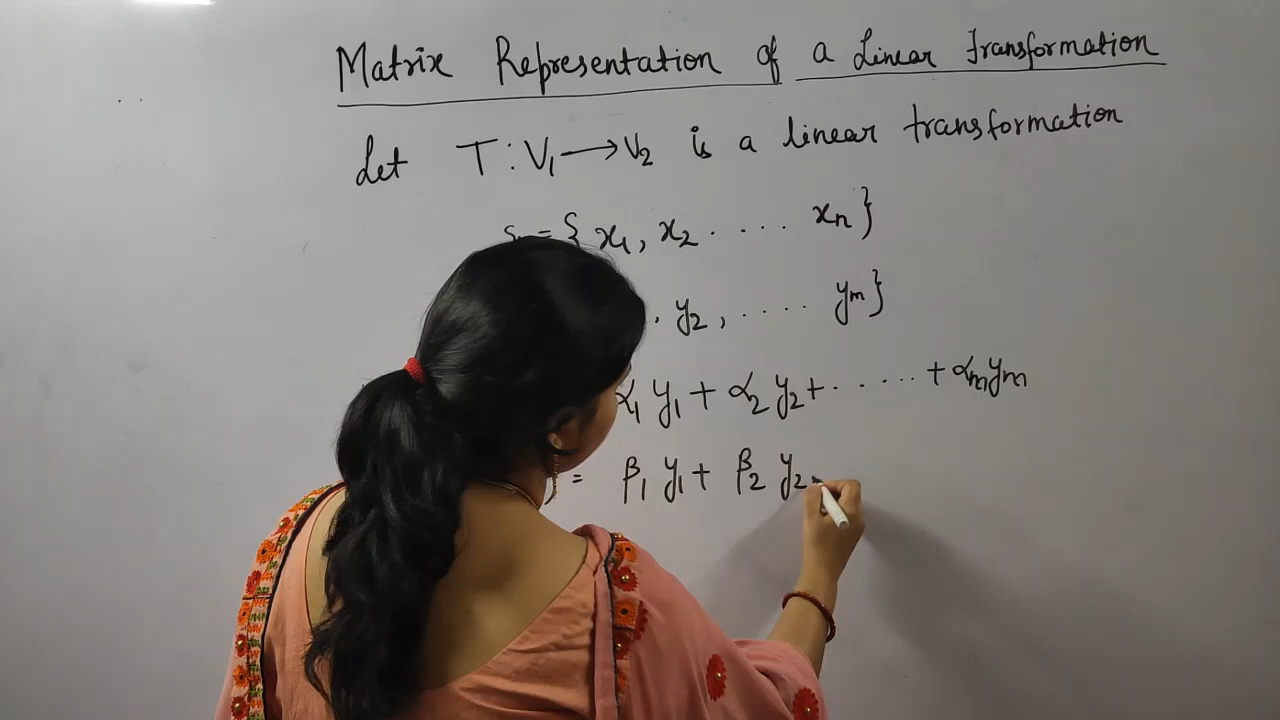 Matrix Representation of a Linear Transformation
Let T : V₁ → V₂ is a linear transformation
= { x₁, x₂ . . . . . xₙ }
y₂, . . . . . yₘ }
α₁ y₁ + α₂ y₂ + . . . . . . + αₘyₘ
) = β₁ y₁ + β₂ y₂